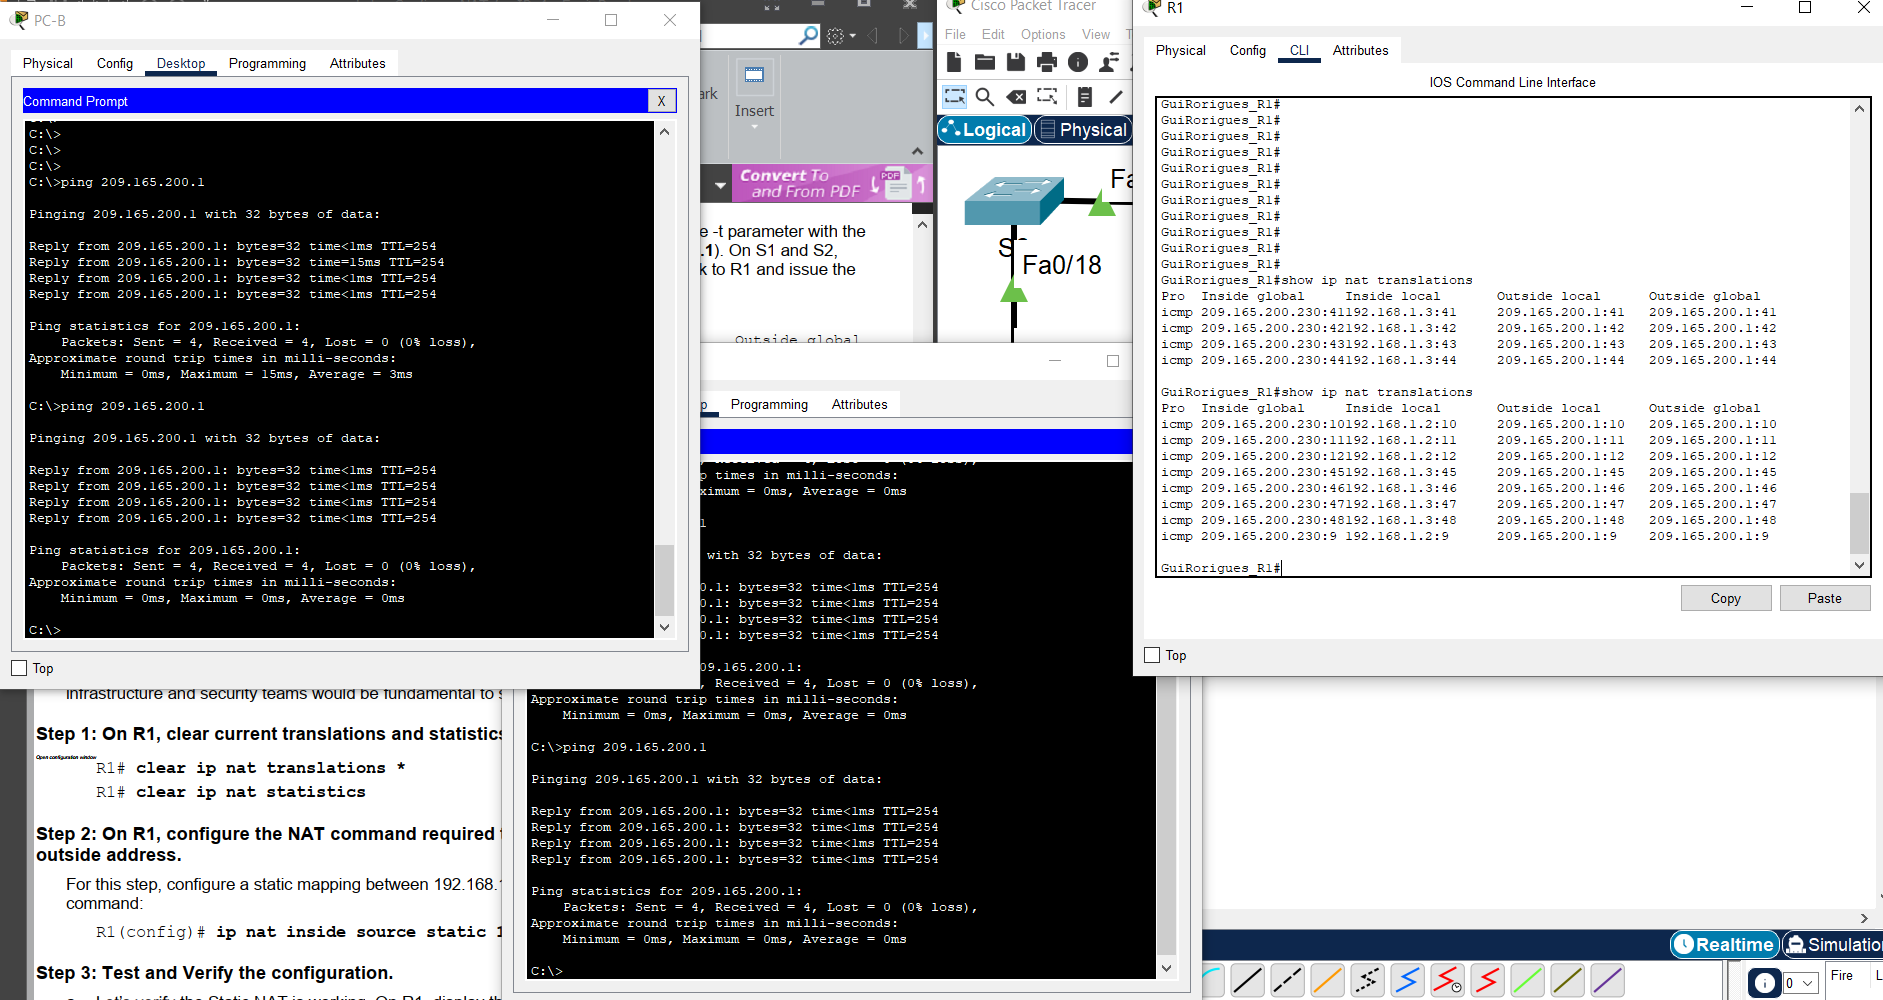 PC-B
Physical
Config
Desktop
Programming
Attributes
Command Prompt
X
C:\>
C:\>
C:\>
C:\>ping 209.165.200.1
Pinging 209.165.200.1 with 32 bytes of data:
Reply from 209.165.200.1: bytes=32 time<1ms TTL=254
Reply from 209.165.200.1: bytes=32 time=15ms TTL=254
Reply from 209.165.200.1: bytes=32 time<1ms TTL=254
Reply from 209.165.200.1: bytes=32 time<1ms TTL=254
Ping statistics for 209.165.200.1:
Packets: Sent = 4, Received = 4, Lost = 0 (0% loss),
Approximate round trip times in milli-seconds:
Minimum = 0ms, Maximum = 15ms, Average = 3ms
C:\>ping 209.165.200.1
Pinging 209.165.200.1 with 32 bytes of data:
Reply from 209.165.200.1: bytes=32 time<1ms TTL=254
Reply from 209.165.200.1: bytes=32 time<1ms TTL=254
Reply from 209.165.200.1: bytes=32 time<1ms TTL=254
Reply from 209.165.200.1: bytes=32 time<1ms TTL=254
Ping statistics for 209.165.200.1:
Packets: Sent = 4, Received = 4, Lost = 0 (0% loss),
Approximate round trip times in milli-seconds:
Minimum = 0ms, Maximum = 0ms, Average = 0ms
C:\>
Top
ark
Insert
Convert To
and From PDF
PDF
e -t parameter with the
.1). On S1 and S2,
k to R1 and issue the
Outside global
Cisco Packet Tracer
File
Edit
Options
View
T
Logical
Physical
Fa
Fa0/18
R1
Physical
Config
CLI
Attributes
IOS Command Line Interface
GuiRorigues_R1#
GuiRorigues_R1#
GuiRorigues_R1#
GuiRorigues_R1#
GuiRorigues_R1#
GuiRorigues_R1#
GuiRorigues_R1#
GuiRorigues_R1#
GuiRorigues_R1#
GuiRorigues_R1#
GuiRorigues_R1#
GuiRorigues_R1#show ip nat translations
Pro Inside global Inside local Outside local Outside global
icmp 209.165.200.230:41192.168.1.3:41 209.165.200.1:41 209.165.200.1:41
icmp 209.165.200.230:42192.168.1.3:42 209.165.200.1:42 209.165.200.1:42
icmp 209.165.200.230:43192.168.1.3:43 209.165.200.1:43 209.165.200.1:43
icmp 209.165.200.230:44192.168.1.3:44 209.165.200.1:44 209.165.200.1:44
GuiRorigues_R1#show ip nat translations
Pro Inside global Inside local Outside local Outside global
icmp 209.165.200.230:10192.168.1.2:10 209.165.200.1:10 209.165.200.1:10
icmp 209.165.200.230:11192.168.1.2:11 209.165.200.1:11 209.165.200.1:11
icmp 209.165.200.230:12192.168.1.2:12 209.165.200.1:12 209.165.200.1:12
icmp 209.165.200.230:45192.168.1.3:45 209.165.200.1:45 209.165.200.1:45
icmp 209.165.200.230:46192.168.1.3:46 209.165.200.1:46 209.165.200.1:46
icmp 209.165.200.230:47192.168.1.3:47 209.165.200.1:47 209.165.200.1:47
icmp 209.165.200.230:48192.168.1.3:48 209.165.200.1:48 209.165.200.1:48
icmp 209.165.200.230:9 192.168.1.2:9 209.165.200.1:9 209.165.200.1:9
GuiRorigues_R1#
Copy
Paste
Top
p
Programming
Attributes
p times in milli-seconds:
ximum = 0ms, Average = 0ms
1
with 32 bytes of data:
0.1: bytes=32 time<1ms TTL=254
0.1: bytes=32 time<1ms TTL=254
0.1: bytes=32 time<1ms TTL=254
0.1: bytes=32 time<1ms TTL=254
09.165.200.1:
, Received = 4, Lost = 0 (0% loss),
Approximate round trip times in milli-seconds:
Minimum = 0ms, Maximum = 0ms, Average = 0ms
C:\>ping 209.165.200.1
Pinging 209.165.200.1 with 32 bytes of data:
Reply from 209.165.200.1: bytes=32 time<1ms TTL=254
Reply from 209.165.200.1: bytes=32 time<1ms TTL=254
Reply from 209.165.200.1: bytes=32 time<1ms TTL=254
Reply from 209.165.200.1: bytes=32 time<1ms TTL=254
Ping statistics for 209.165.200.1:
Packets: Sent = 4, Received = 4, Lost = 0 (0% loss),
Approximate round trip times in milli-seconds:
Minimum = 0ms, Maximum = 0ms, Average = 0ms
C:\>
infrastructure and security teams would be fundamental to s
Step 1: On R1, clear current translations and statistics
Open configuration window
R1# clear ip nat translations *
R1# clear ip nat statistics
Step 2: On R1, configure the NAT command required
outside address.
For this step, configure a static mapping between 192.168.1
command:
R1(config)# ip nat inside source static 1
Step 3: Test and Verify the configuration.
a. Let's verify the Static NAT is working. On R1, display th
Realtime
Simulation
0
Fire
L